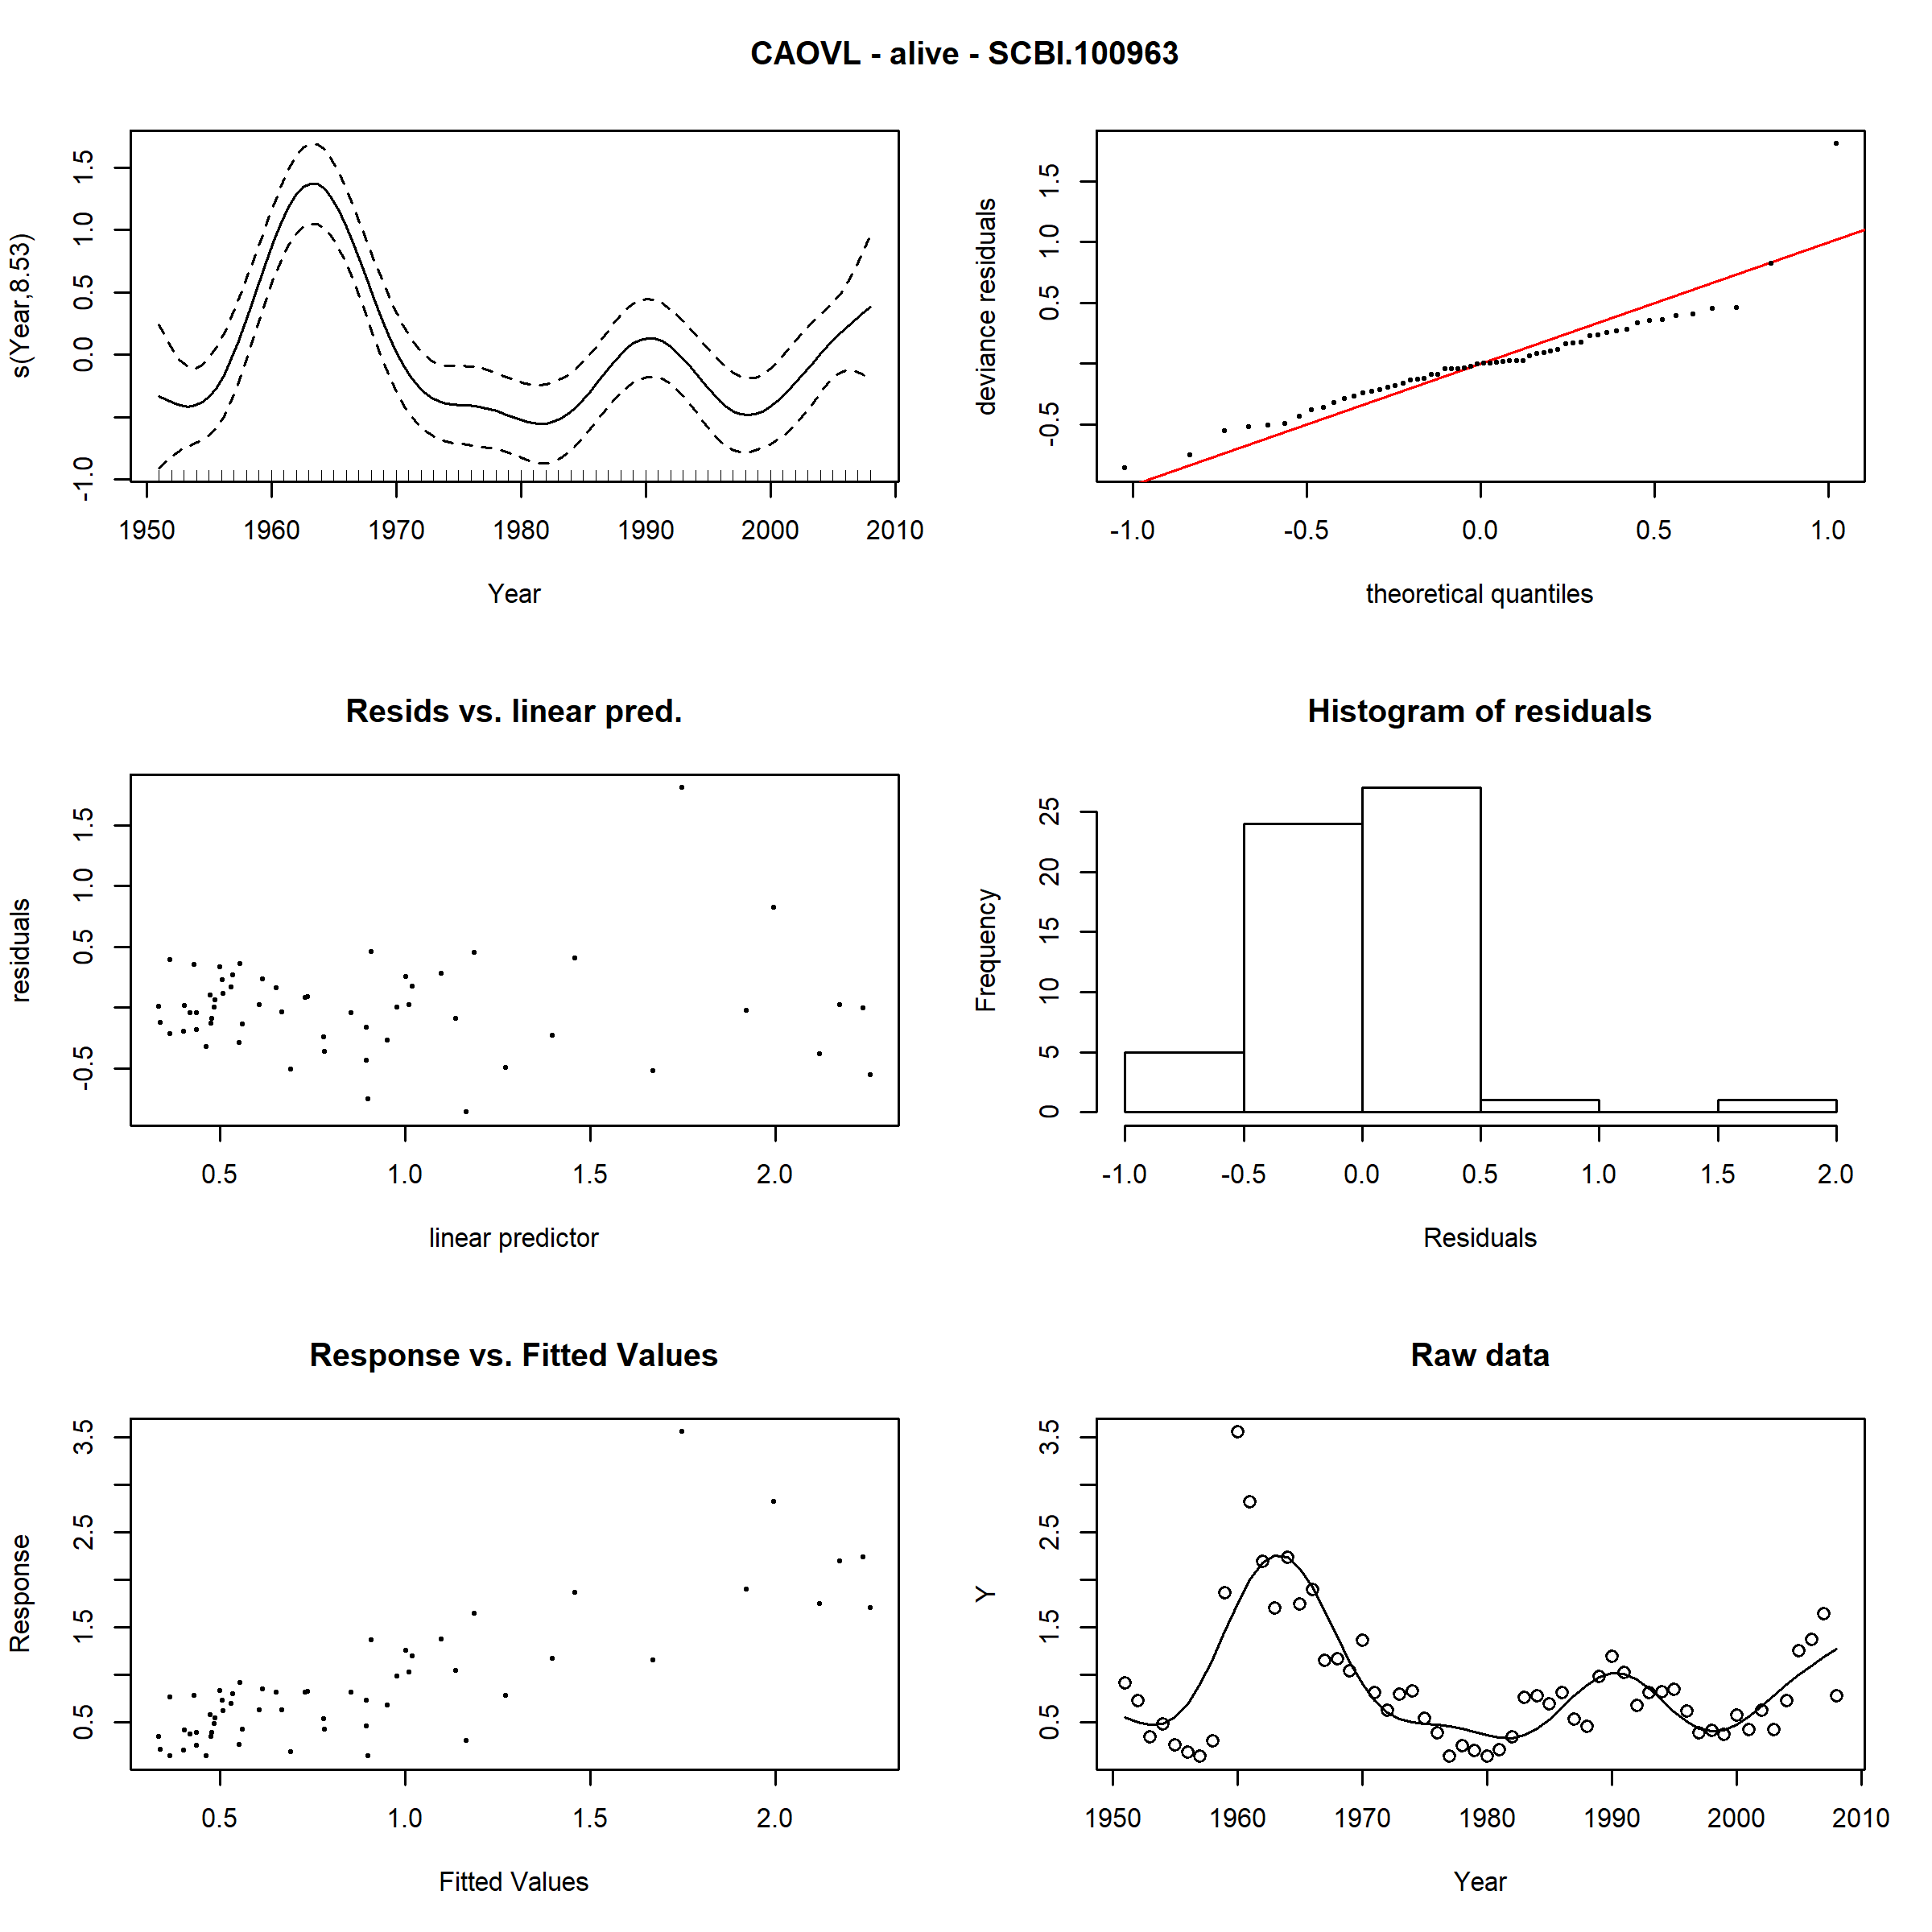 CAOVL - alive - SCBI.100963
s(Year,8.53)
-1.0 0.0 0.5 1.0 1.5
1950 1960 1970 1980 1990 2000 2010
Year
deviance residuals
-0.5 0.5 1.0 1.5
-1.0 -0.5 0.0 0.5 1.0
theoretical quantiles
Resids vs. linear pred.
residuals
-0.5 0.5 1.0 1.5
0.5 1.0 1.5 2.0
linear predictor
Histogram of residuals
Frequency
0 5 10 15 20 25
-1.0 -0.5 0.0 0.5 1.0 1.5 2.0
Residuals
Response vs. Fitted Values
Response
0.5 1.5 2.5 3.5
0.5 1.0 1.5 2.0
Fitted Values
Raw data
Y
0.5 1.5 2.5 3.5
1950 1960 1970 1980 1990 2000 2010
Year